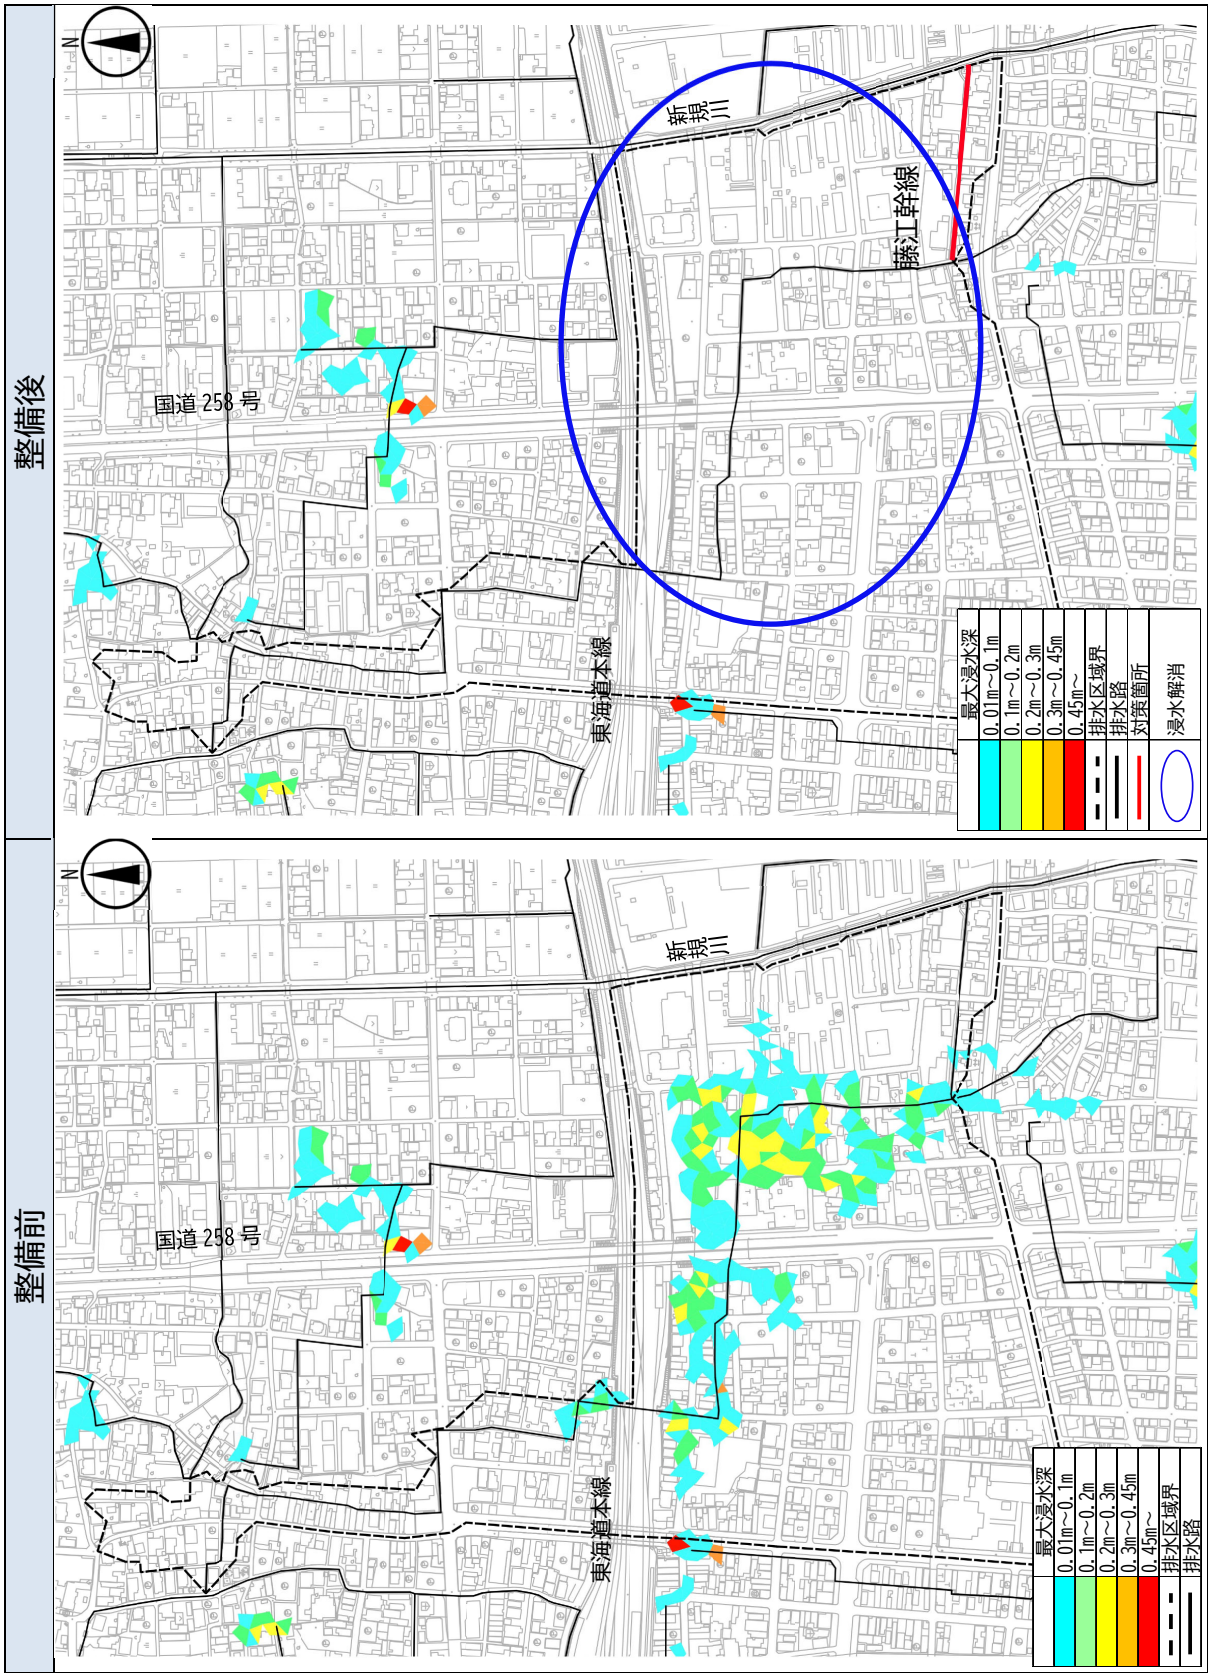 整備前
N
国道258号
新規川
東海道本線
最大浸水深
0.01m～0.1m
0.1m～0.2m
0.2m～0.3m
0.3m～0.45m
0.45m～
排水区域界
排水路
整備後
N
国道258号
新規川
東海道本線
藤江幹線
最大浸水深
0.01m～0.1m
0.1m～0.2m
0.2m～0.3m
0.3m～0.45m
0.45m～
排水区域界
排水路
対策箇所
浸水解消